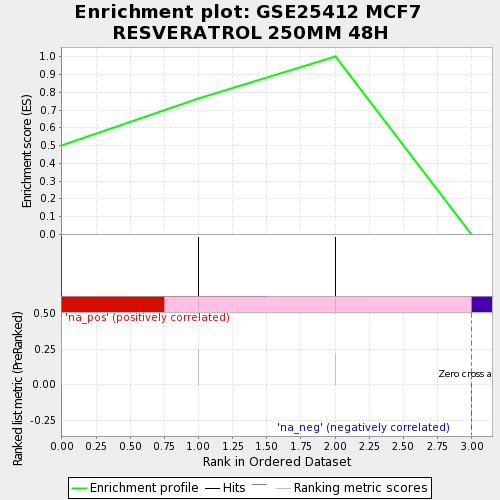 Enrichment plot: GSE25412 MCF7
RESVERATROL 250MM 48H
Enrichment score (ES)
1.0
0.9
0.8
0.7
0.6
0.5
0.4
0.3
0.2
0.1
0.0
'na_pos' (positively correlated)
Ranked list metric (PreRanked)
0.50
0.25
0.00
-0.25
Zero cross a
'na_neg' (negatively correlated)
0.00 0.25 0.50 0.75 1.00 1.25 1.50 1.75 2.00 2.25 2.50 2.75 3.00
Rank in Ordered Dataset
Enrichment profile Hits Ranking metric scores